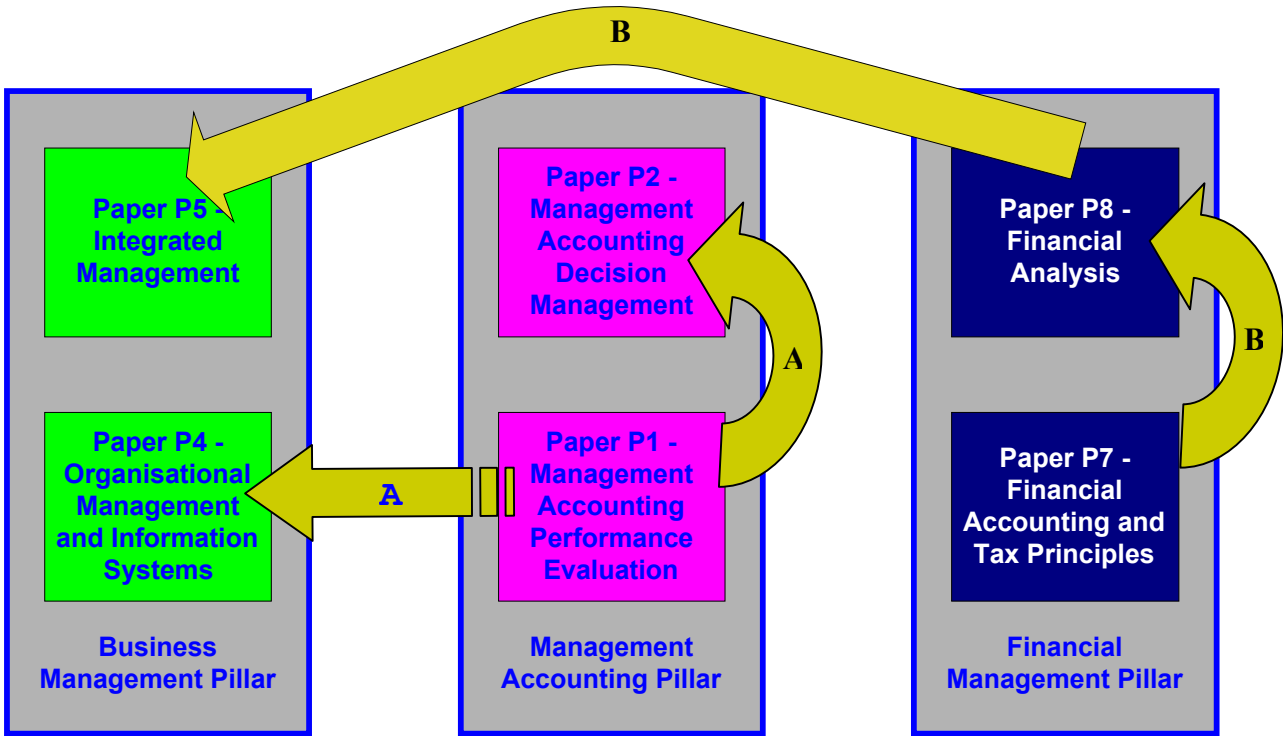 B
Paper P5 -
Integrated
Management
Paper P2 -
Management
Accounting
Decision
Management
Paper P8 -
Financial
Analysis
A
B
Paper P4 -
Organisational
Management
and Information
Systems
A
Paper P1 -
Management
Accounting
Performance
Evaluation
Paper P7 -
Financial
Accounting and
Tax Principles
Business
Management Pillar
Management
Accounting Pillar
Financial
Management Pillar